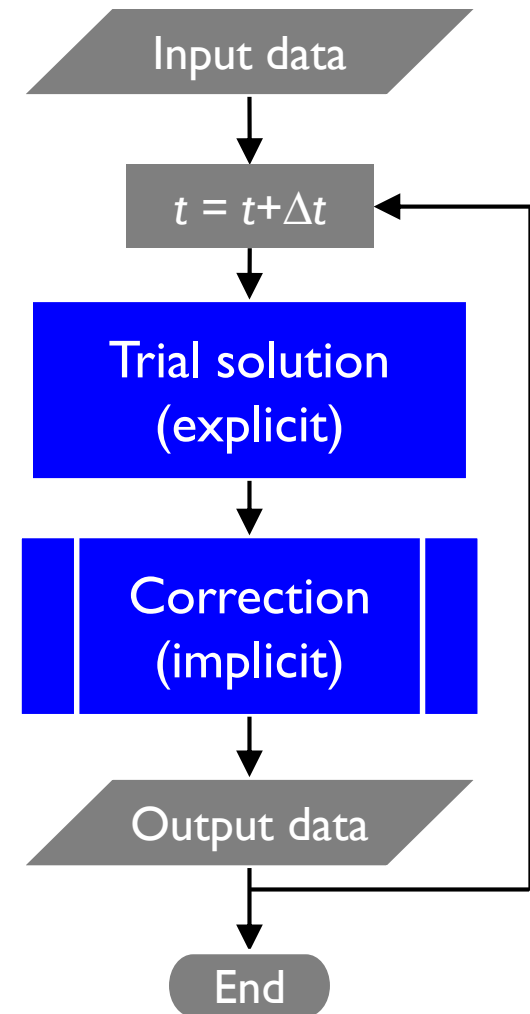 Input data
t = t+Δt
Trial solution
(explicit)
Correction
(implicit)
Output data
End